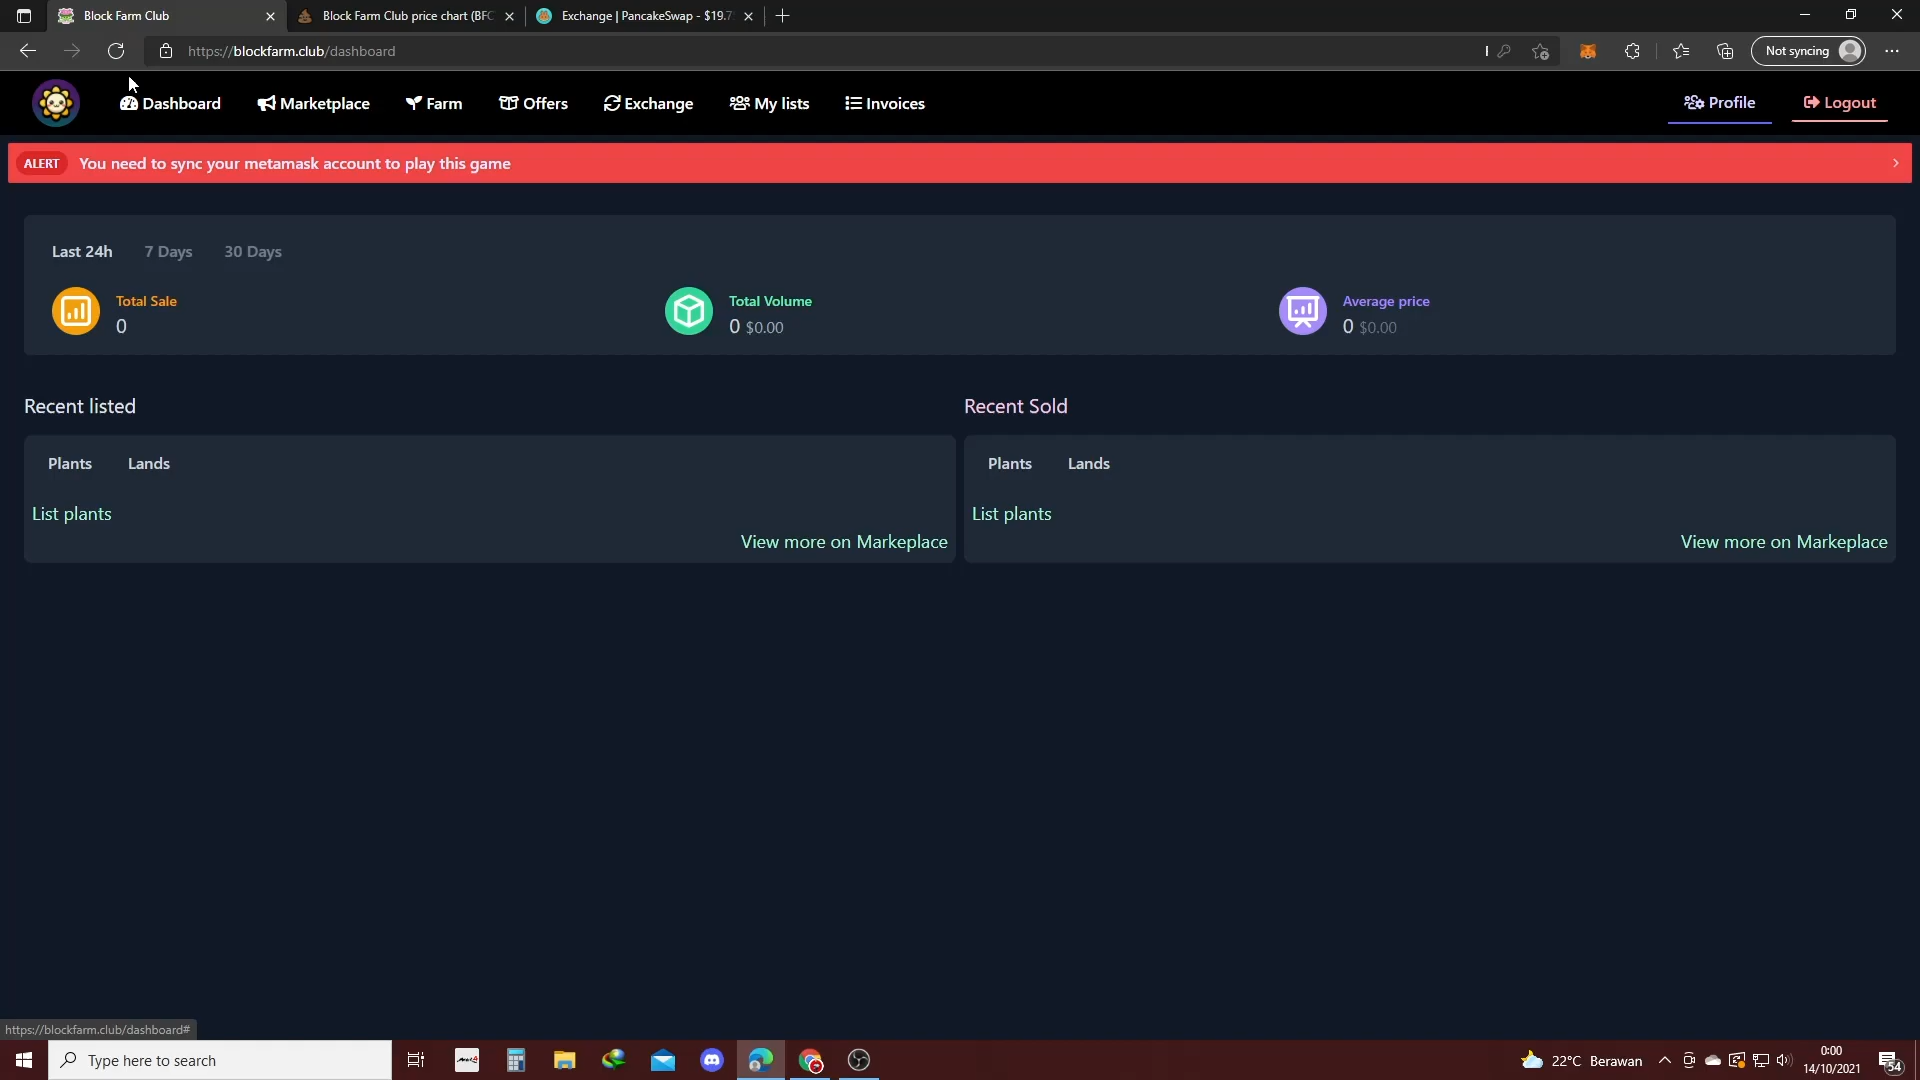 Block Farm Club
Block Farm Club price chart (BFC
Exchange | PancakeSwap - $19.7
https://blockfarm.club/dashboard
Not syncing
Dashboard
Marketplace
Farm
Offers
Exchange
My lists
Invoices
Profile
Logout
ALERT You need to sync your metamask account to play this game
Last 24h
7 Days
30 Days
Total Sale
0
Total Volume
0 $0.00
Average price
0 $0.00
Recent listed
Plants
Lands
List plants
View more on Markeplace
Recent Sold
Plants
Lands
List plants
View more on Markeplace
https://blockfarm.club/dashboard#
Type here to search
22°C Berawan
0:00
14/10/2021
54